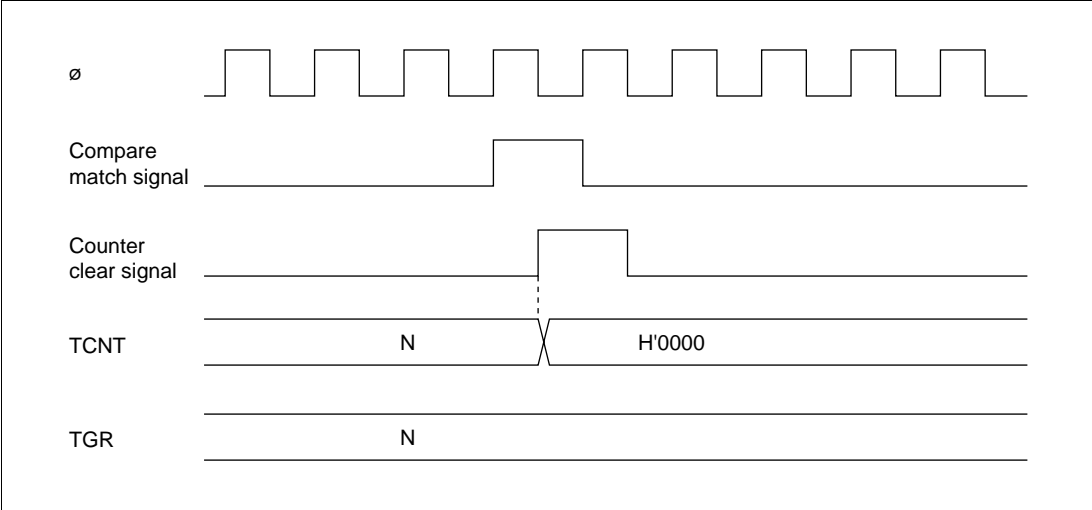 ø
Compare
match signal
Counter
clear signal
TCNT
N
H'0000
TGR
N